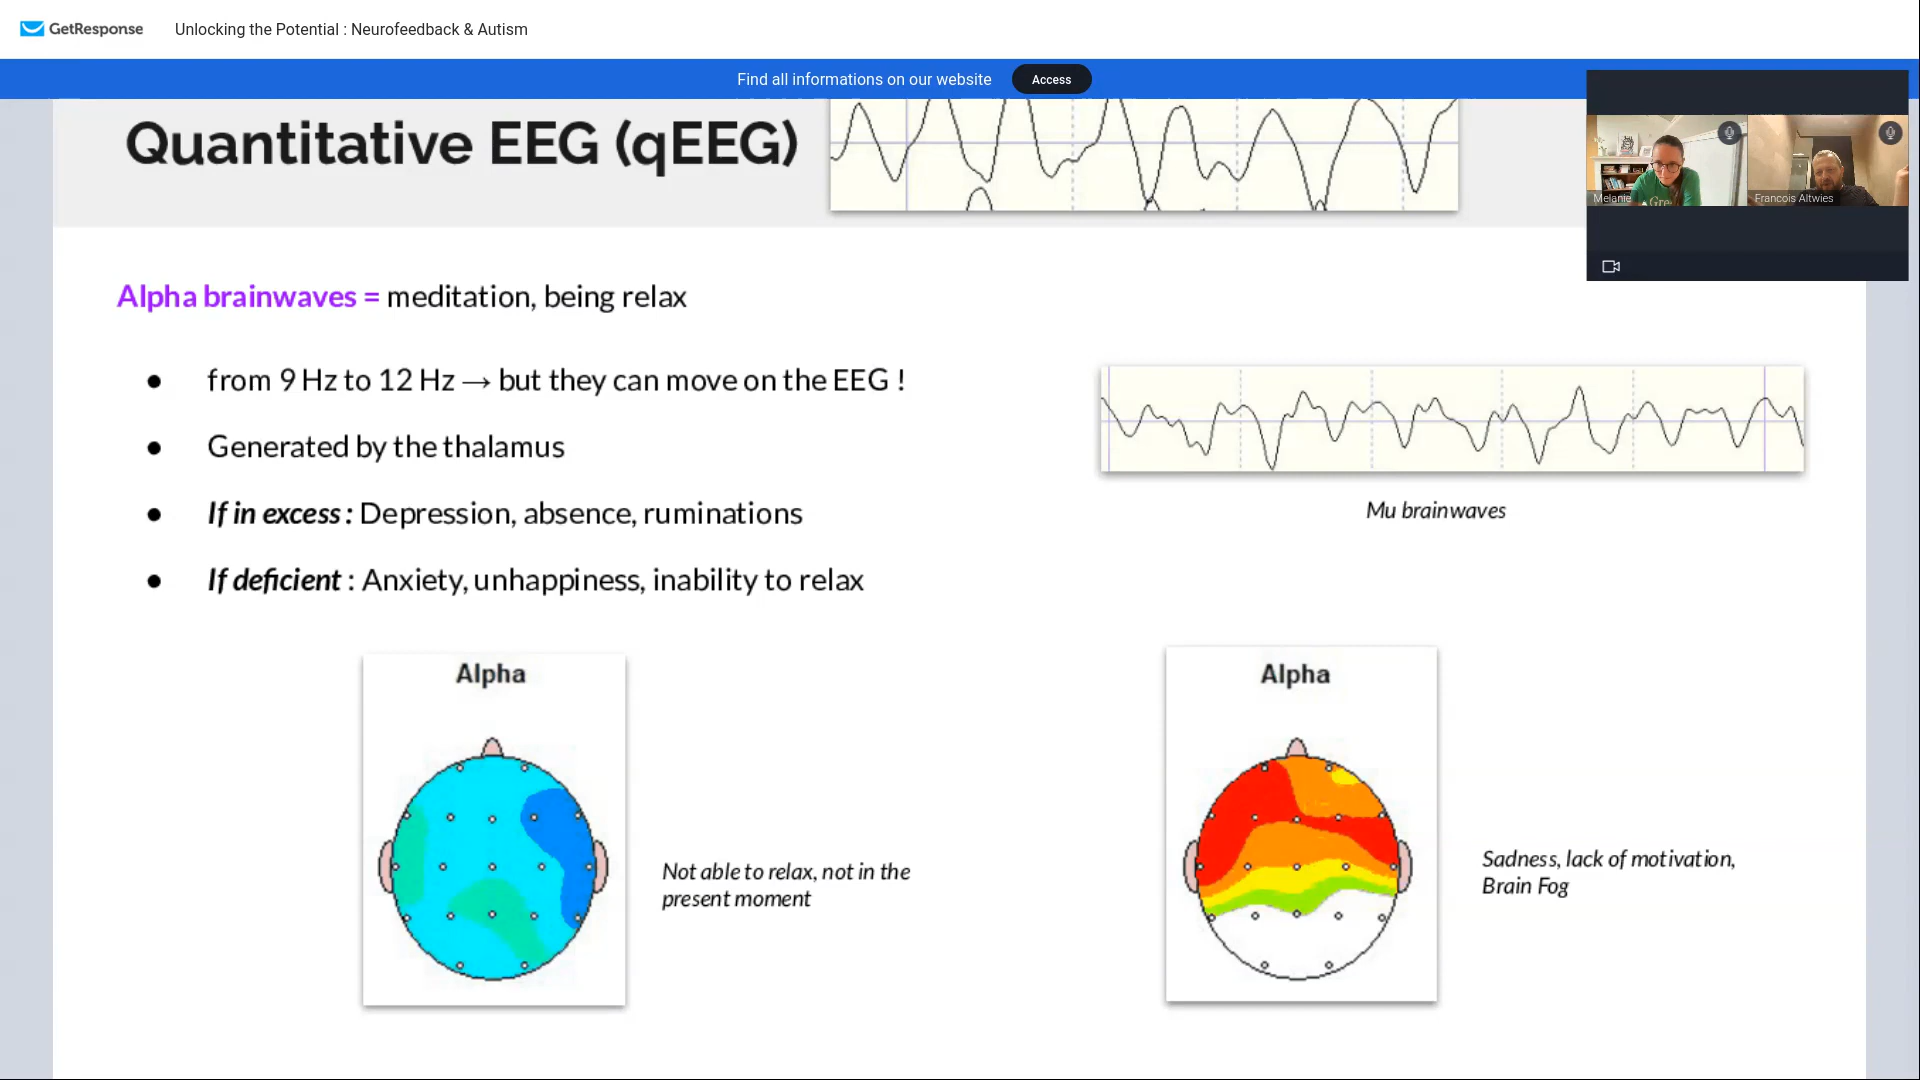 GetResponse
Unlocking the Potential : Neurofeedback & Autism
Find all informations on our website
Access
Quantitative EEG (qEEG)
Melanie
Francois Altwies
Gre
Alpha brainwaves = meditation, being relax
● from 9 Hz to 12 Hz → but they can move on the EEG !
● Generated by the thalamus
● If in excess : Depression, absence, ruminations
● If deficient : Anxiety, unhappiness, inability to relax
Mu brainwaves
Alpha
Not able to relax, not in the
present moment
Alpha
Sadness, lack of motivation,
Brain Fog